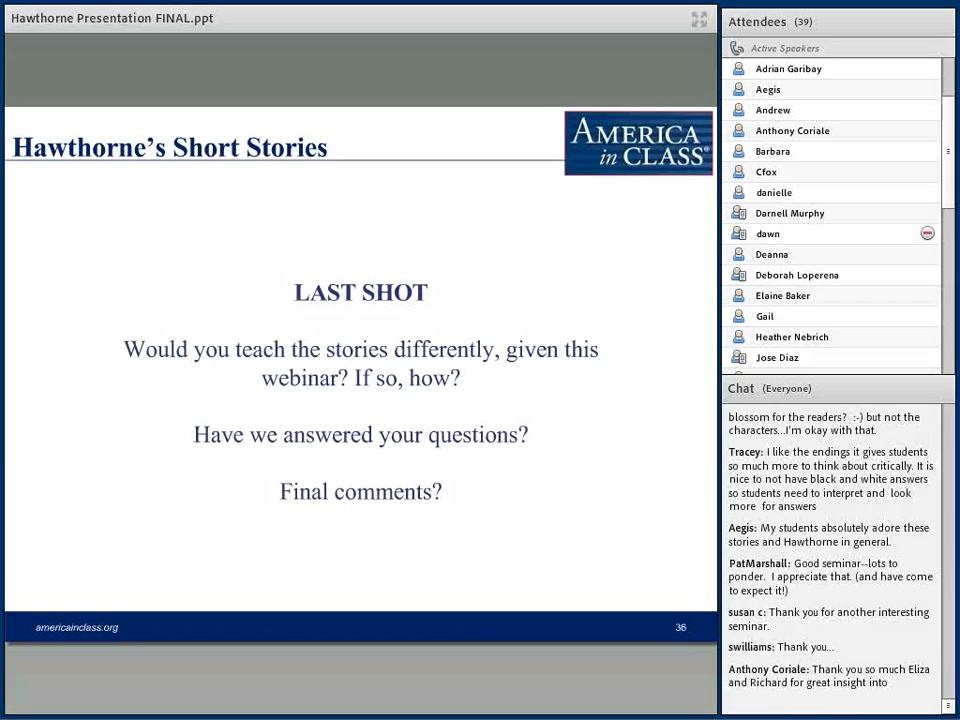 Hawthorne Presentation FINAL.ppt
Hawthorne's Short Stories
AMERICA
in CLASS®
LAST SHOT
Would you teach the stories differently, given this
webinar? If so, how?
Have we answered your questions?
Final comments?
americainclass.org
36
Attendees (39)
Active Speakers
Adrian Garibay
Aegis
Andrew
Anthony Coriale
Barbara
Cfox
danielle
Darnell Murphy
dawn
Deanna
Deborah Loperena
Elaine Baker
Gail
Heather Nebrich
Jose Diaz
Chat (Everyone)
blossom for the readers? :-) but not the
characters...I'm okay with that.
Tracey: I like the endings it gives students
so much more to think about critically. It is
nice to not have black and white answers
so students need to interpret and look
more for answers
Aegis: My students absolutely adore these
stories and Hawthorne in general.
PatMarshall: Good seminar--lots to
ponder. I appreciate that. (and have come
to expect it!)
susan c: Thank you for another interesting
seminar.
swilliams: Thank you...
Anthony Coriale: Thank you so much Eliza
and Richard for great insight into